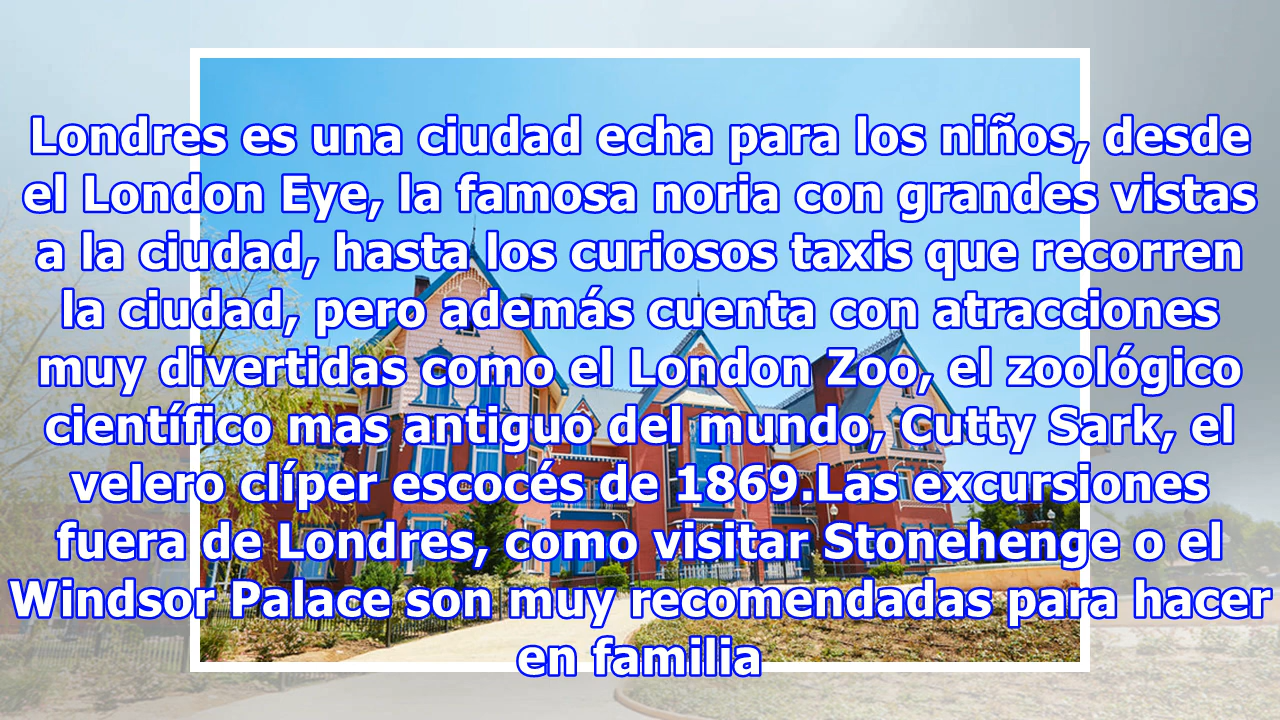 Londres es una ciudad echa para los niños, desde
el London Eye, la famosa noria con grandes vistas
a la ciudad, hasta los curiosos taxis que recorren
la ciudad, pero además cuenta con atracciones
muy divertidas como el London Zoo, el zoológico
científico mas antiguo del mundo, Cutty Sark, el
velero clíper escocés de 1869.Las excursiones
fuera de Londres, como visitar Stonehenge o el
Windsor Palace son muy recomendadas para hacer
en familia